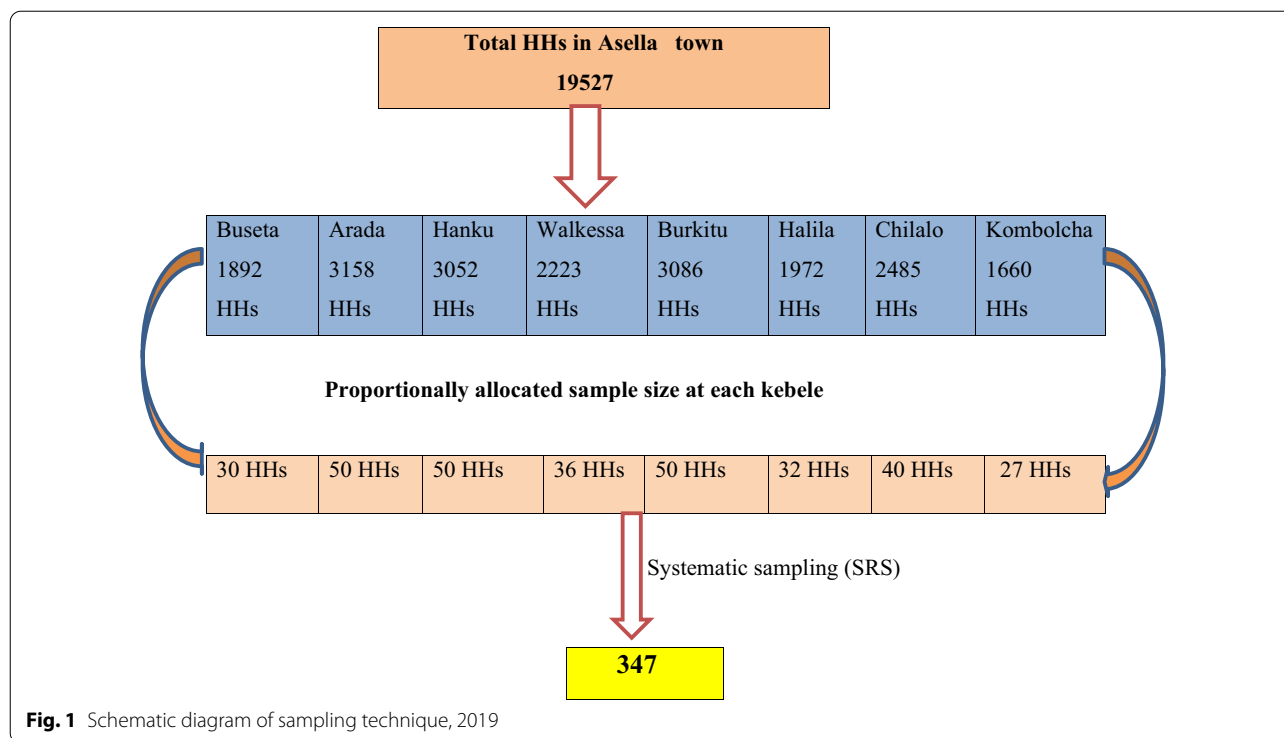 Total HHs in Asella town
19527
Buseta
1892
HHs
Arada
3158
HHs
Hanku
3052
HHs
Walkessa
2223
HHs
Burkitu
3086
HHs
Halila
1972
HHs
Chilalo
2485
HHs
Kombolcha
1660
HHs
Proportionally allocated sample size at each kebele
30 HHs
50 HHs
50 HHs
36 HHs
50 HHs
32 HHs
40 HHs
27 HHs
Systematic sampling (SRS)
347
Fig. 1 Schematic diagram of sampling technique, 2019